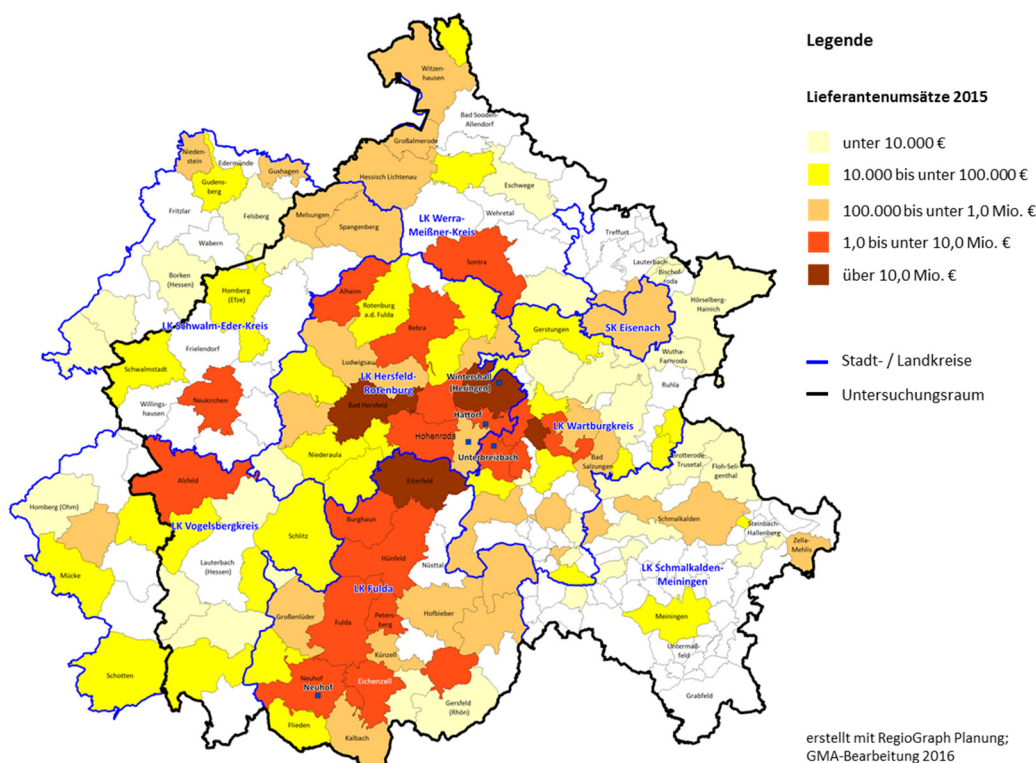 Legende
Lieferantenumsätze 2015
unter 10.000 €
10.000 bis unter 100.000 €
100.000 bis unter 1,0 Mio. €
1,0 bis unter 10,0 Mio. €
über 10,0 Mio. €
Stadt- / Landkreise
Untersuchungsraum
Witzen-
hausen
Bad Sooden-
Allendorf
Großalmerode
Nieden-
stein
Edermünde
Guxhagen
Gudens-
berg
Hessisch Lichtenau
Eschwege
Fritzlar
Felsberg
Melsungen
Spangenberg
LK Werra-
Meißner-Kreis
Wehretal
Treffurt
Wabern
Sontra
Lauterbach
Bischof-
roda
Borken
(Hessen)
Homberg
(Efze)
Alheim
Rotenburg
a.d. Fulda
Bebra
Hörselberg-
Hainich
LK Schwalm-Eder-Kreis
Gerstungen
SK Eisenach
Frielendorf
Ludwigsau
Wutha-
Farnroda
Schwalmstadt
LK Hersfeld-
Rotenburg
Wintershall
(Heringen)
Ruhla
Willings-
hausen
Neukirchen
Bad Hersfeld
Hattorf
LK Wartburgkreis
Hohenroda
Unterbreizbach
Niederaula
Bad
Salzungen
Brotterode-
Trusetal
Floh-Seli-
genthal
Alsfeld
Eiterfeld
Homberg (Ohm)
LK Vogelsbergkreis
Schlitz
Burghaun
Schmalkalden
Steinbach-
Hallenberg
Zella-
Mehlis
Hünfeld
Nüsttal
Lauterbach
(Hessen)
Mücke
LK Schmalkalden-
Meiningen
LK Fulda
Großenlüder
Fulda
Peters-
berg
Hofbieber
Meiningen
Künzell
Untermaß-
feld
Schotten
Neuhof
Neuhof
Eichenzell
Gersfeld
(Rhön)
Grabfeld
Flieden
Kalbach
erstellt mit RegioGraph Planung;
GMA-Bearbeitung 2016